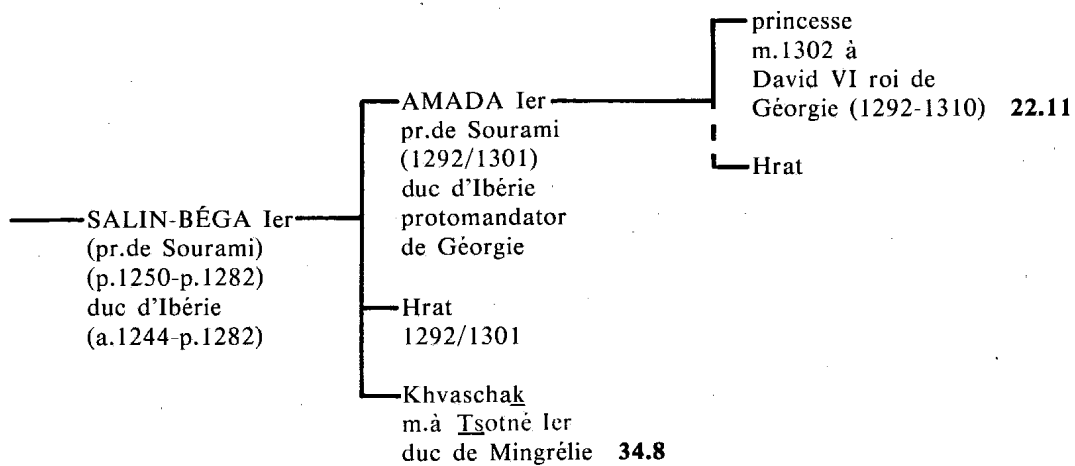 princesse
m.1302 à
David VI roi de
Géorgie (1292-1310) 22.11
Hrat
AMADA Ier
pr.de Sourami
(1292/1301)
duc d'Ibérie
protomandator
de Géorgie
SALIN-BÉGA Ier
(pr.de Sourami)
(p.1250-p.1282)
duc d'Ibérie
(a.1244-p.1282)
Hrat
1292/1301
Khvaschak
m.à Tsotné Ier
duc de Mingrélie 34.8